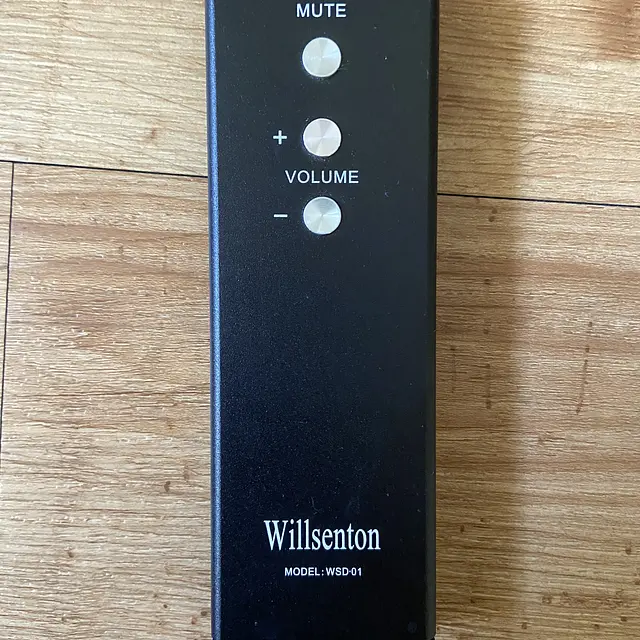 MUTE
+
VOLUME
−
Willsenton
MODEL:WSD-01